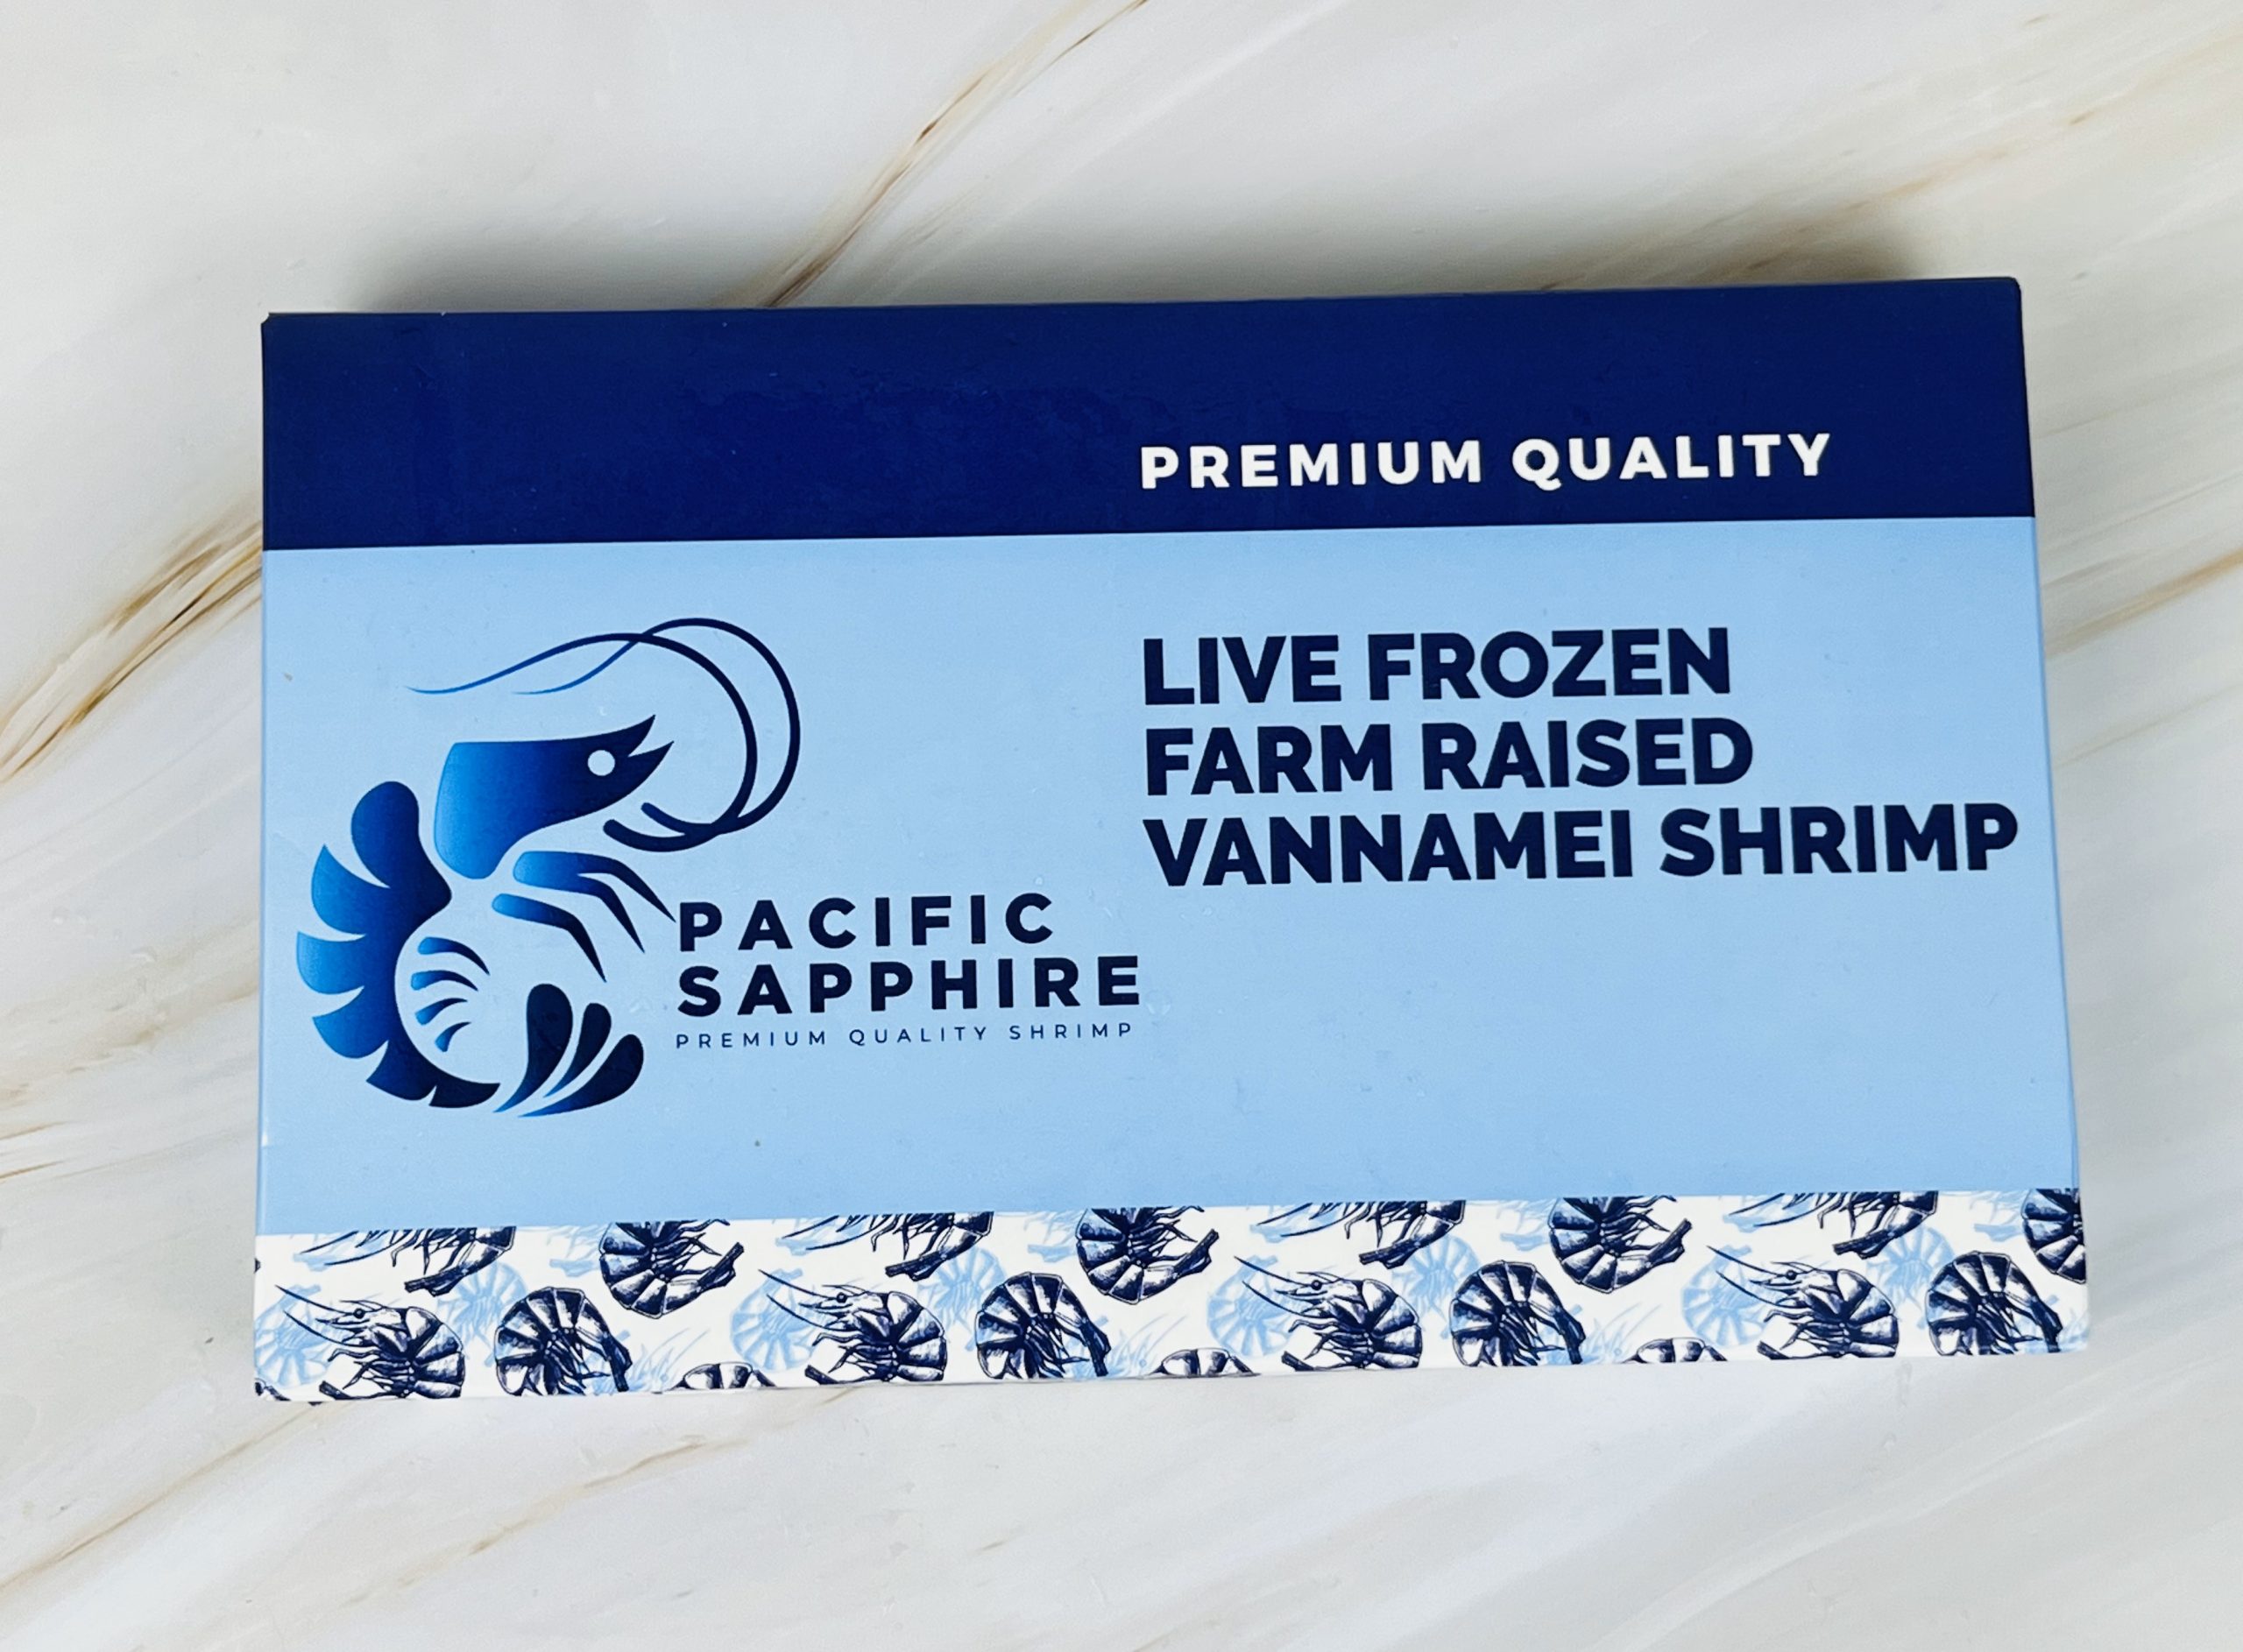 PREMIUM QUALITY
LIVE FROZEN
FARM RAISED
VANNAMEI SHRIMP
PACIFIC
SAPPHIRE
PREMIUM QUALITY SHRIMP